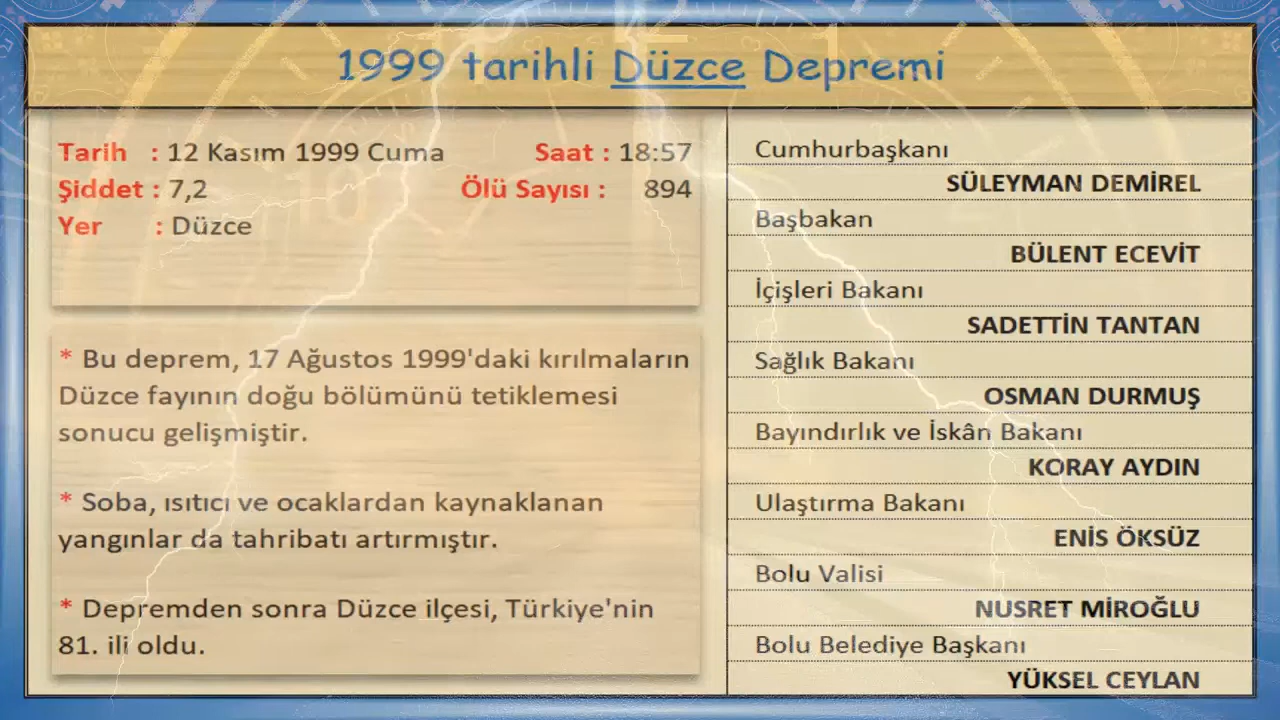 1999 tarihli Düzce Depremi
Tarih : 12 Kasım 1999 Cuma Saat : 18:57
Şiddet : 7,2 Ölü Sayısı : 894
Yer : Düzce
* Bu deprem, 17 Ağustos 1999'daki kırılmaların
Düzce fayının doğu bölümünü tetiklemesi
sonucu gelişmiştir.
* Soba, ısıtıcı ve ocaklardan kaynaklanan
yangınlar da tahribatı artırmıştır.
* Depremden sonra Düzce ilçesi, Türkiye'nin
81. ili oldu.
Cumhurbaşkanı
SÜLEYMAN DEMİREL
Başbakan
BÜLENT ECEVİT
İçişleri Bakanı
SADETTİN TANTAN
Sağlık Bakanı
OSMAN DURMUŞ
Bayındırlık ve İskân Bakanı
KORAY AYDIN
Ulaştırma Bakanı
ENİS ÖKSÜZ
Bolu Valisi
NUSRET MİROĞLU
Bolu Belediye Başkanı
YÜKSEL CEYLAN